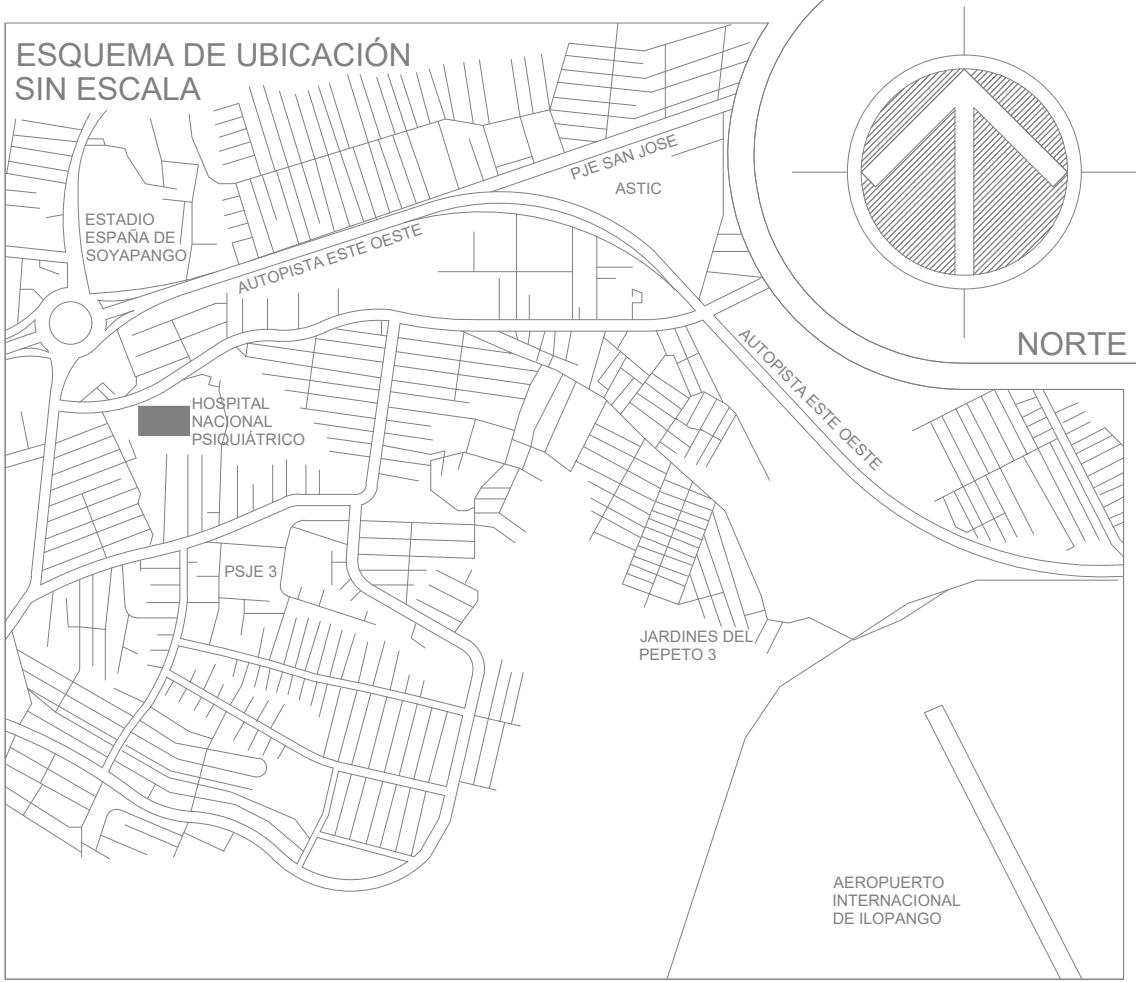 ESQUEMA DE UBICACIÓN
SIN ESCALA
NORTE
PJE SAN JOSE
ASTIC
ESTADIO
ESPAÑA DE
SOYAPANGO
AUTOPISTA ESTE OESTE
AUTOPISTA ESTE OESTE
HOSPITAL
NACIONAL
PSIQUIÁTRICO
PSJE 3
JARDINES DEL
PEPETO 3
AEROPUERTO
INTERNACIONAL
DE ILOPANGO